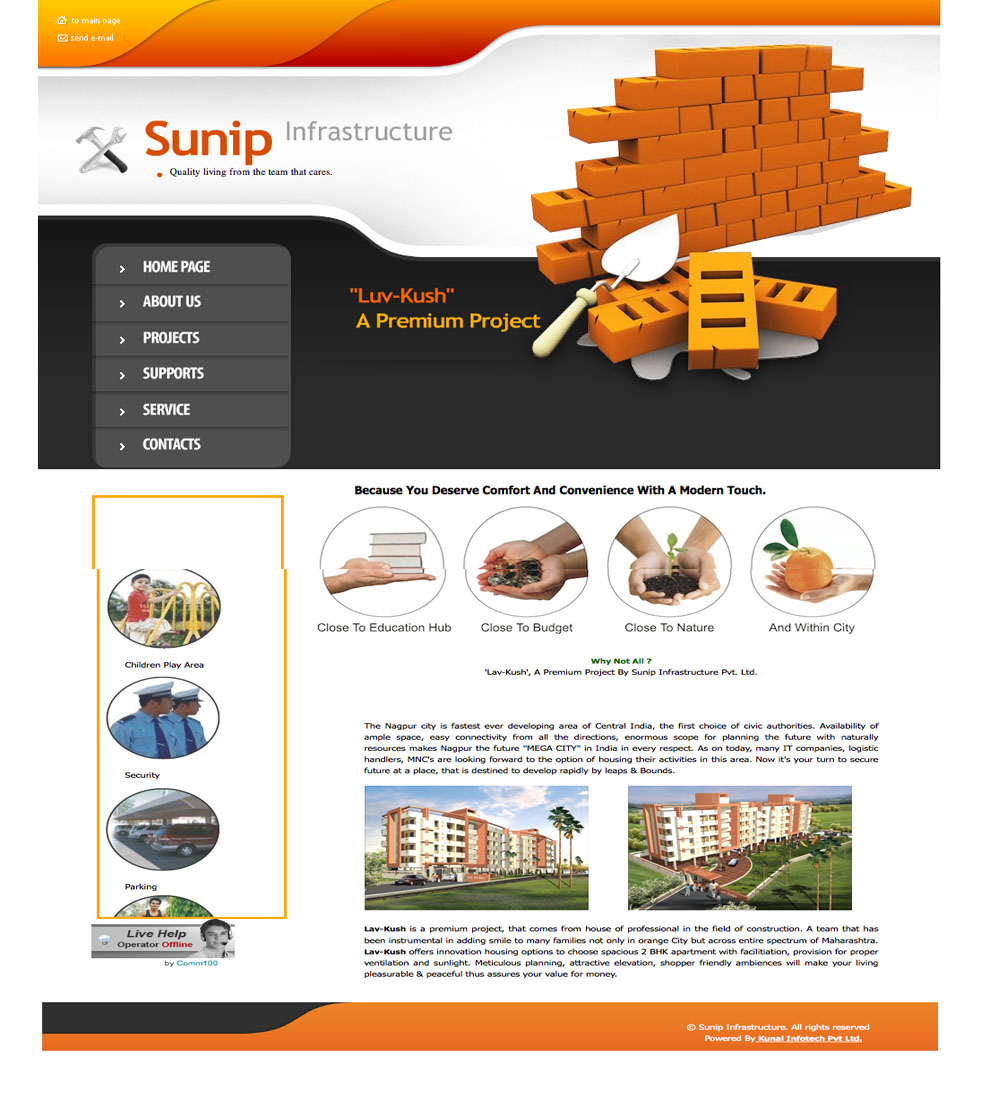 to main page
send e-mail
Sunip Infrastructure
Quality living from the team that cares.
HOME PAGE
ABOUT US
PROJECTS
SUPPORTS
SERVICE
CONTACTS
"Luv-Kush"
A Premium Project
Because You Deserve Comfort And Convenience With A Modern Touch.
Close To Education Hub
Close To Budget
Close To Nature
And Within City
Why Not All ?
'Lav-Kush', A Premium Project By Sunip Infrastructure Pvt. Ltd.
Children Play Area
Security
Parking
Live Help
Operator Offline
by Comm100
The Nagpur city is fastest ever developing area of Central India, the first choice of civic authorities. Availability of
ample space, easy connectivity from all the directions, enormous scope for planning the future with naturally
resources makes Nagpur the future "MEGA CITY" in India in every respect. As on today, many IT companies, logistic
handlers, MNC's are looking forward to the option of housing their activities in this area. Now it's your turn to secure
future at a place, that is destined to develop rapidly by leaps & Bounds.
Lav-Kush is a premium project, that comes from house of professional in the field of construction. A team that has
been instrumental in adding smile to many families not only in orange City but across entire spectrum of Maharashtra.
Lav-Kush offers innovation housing options to choose spacious 2 BHK apartment with facilitiation, provision for proper
ventilation and sunlight. Meticulous planning, attractive elevation, shopper friendly ambiences will make your living
pleasurable & peaceful thus assures your value for money.
© Sunip Infrastructure. All rights reserved
Powered By Kunal Infotech Pvt Ltd.